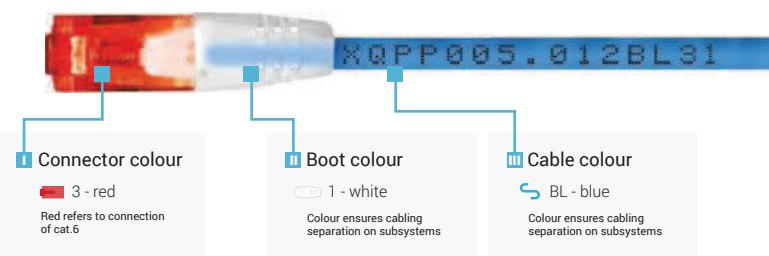 XQPP005.012BL31
I Connector colour
3 - red
Red refers to connection
of cat.6
II Boot colour
1 - white
Colour ensures cabling
separation on subsystems
III Cable colour
BL - blue
Colour ensures cabling
separation on subsystems